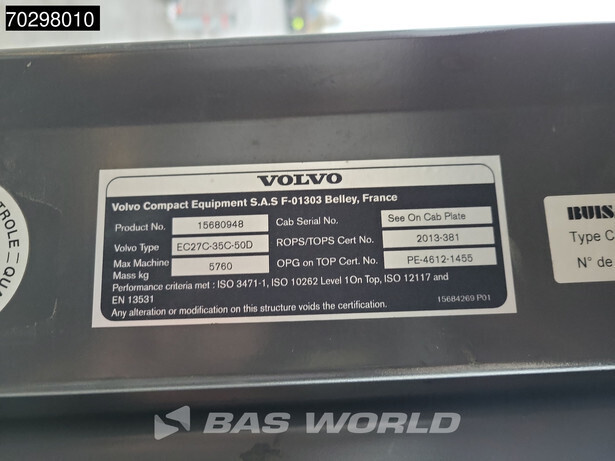 70298010
VOLVO
Volvo Compact Equipment S.A.S F-01303 Belley, France
Product No. 15680948 Cab Serial No. See On Cab Plate
Volvo Type EC27C-35C-50D ROPS/TOPS Cert No. 2013-381
Max Machine Mass kg 5760 OPG on TOP Cert No. PE-4612-1455
Performance criteria met : ISO 3471-1, ISO 10262 Level 1On Top, ISO 12117 and
EN 13531
Any alteration or modification on this structure voids the certification.
15684269 P01
TROLE – QUA
BUIS
Type C
N° de
BAS WORLD